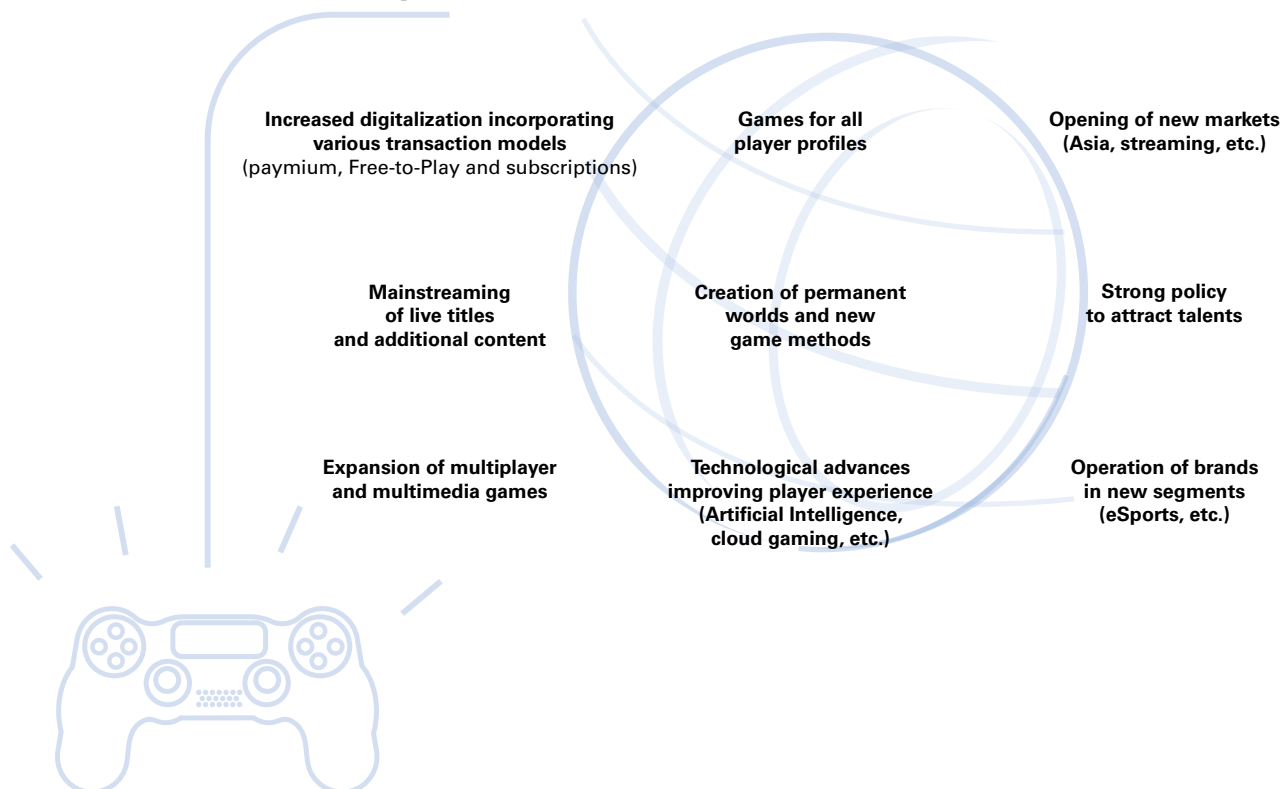 Increased digitalization incorporating
various transaction models
(paymium, Free-to-Play and subscriptions)
Games for all
player profiles
Opening of new markets
(Asia, streaming, etc.)
Mainstreaming
of live titles
and additional content
Creation of permanent
worlds and new
game methods
Strong policy
to attract talents
Expansion of multiplayer
and multimedia games
Technological advances
improving player experience
(Artificial Intelligence,
cloud gaming, etc.)
Operation of brands
in new segments
(eSports, etc.)